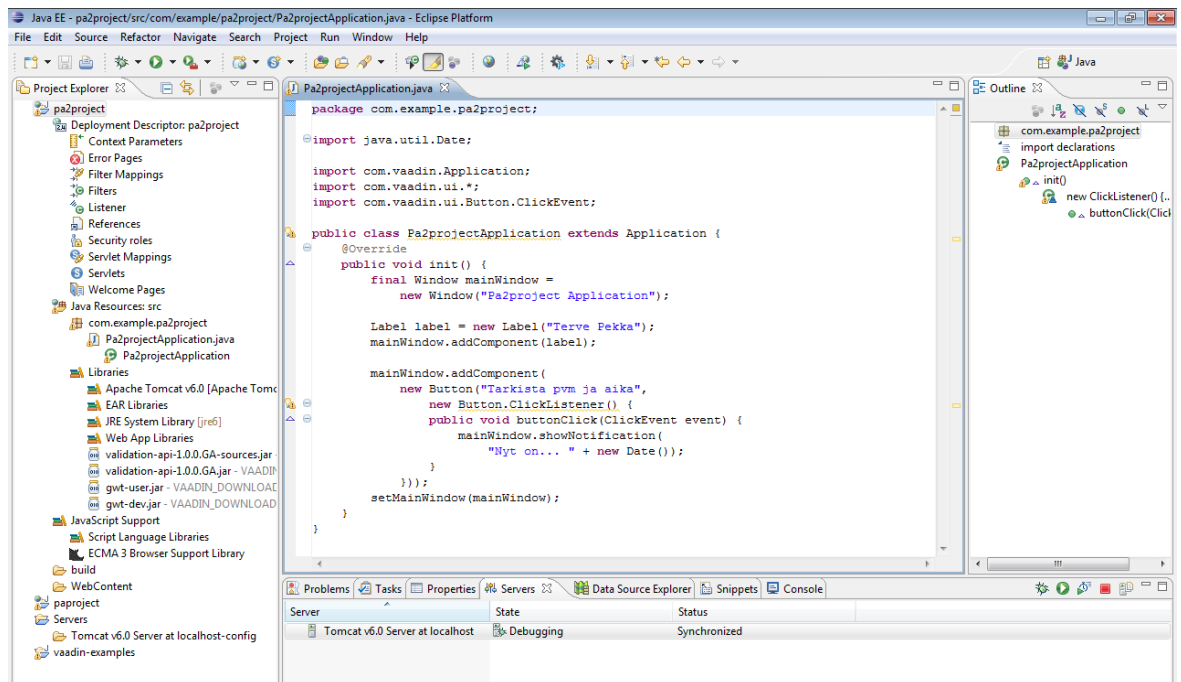 Java EE - pa2project/src/com/example/pa2project/Pa2projectApplication.java - Eclipse Platform
File Edit Source Refactor Navigate Search Project Run Window Help
Java
Project Explorer
pa2project
Deployment Descriptor: pa2project
Context Parameters
Error Pages
Filter Mappings
Filters
Listener
References
Security roles
Servlet Mappings
Servlets
Welcome Pages
Java Resources: src
com.example.pa2project
Pa2projectApplication.java
Pa2projectApplication
Libraries
Apache Tomcat v6.0 [Apache Tomc
EAR Libraries
JRE System Library [jre6]
Web App Libraries
validation-api-1.0.0.GA-sources.jar -
validation-api-1.0.0.GA.jar - VAADIN
gwt-user.jar - VAADIN_DOWNLOAD
gwt-dev.jar - VAADIN_DOWNLOAD
JavaScript Support
Script Language Libraries
ECMA 3 Browser Support Library
build
WebContent
paproject
Servers
Tomcat v6.0 Server at localhost-config
vaadin-examples
Pa2projectApplication.java
package com.example.pa2project;
import java.util.Date;
import com.vaadin.Application;
import com.vaadin.ui.*;
import com.vaadin.ui.Button.ClickEvent;
public class Pa2projectApplication extends Application {
@Override
public void init() {
final Window mainWindow =
new Window("Pa2project Application");
Label label = new Label("Terve Pekka");
mainWindow.addComponent(label);
mainWindow.addComponent(
new Button("Tarkista pvm ja aika",
new Button.ClickListener() {
public void buttonClick(ClickEvent event) {
mainWindow.showNotification(
"Nyt on... " + new Date());
}
}));
setMainWindow(mainWindow);
}
}
Outline
com.example.pa2project
import declarations
Pa2projectApplication
init()
new ClickListener() {..
buttonClick(Click
Problems Tasks Properties Servers Data Source Explorer Snippets Console
Server State Status
Tomcat v6.0 Server at localhost Debugging Synchronized